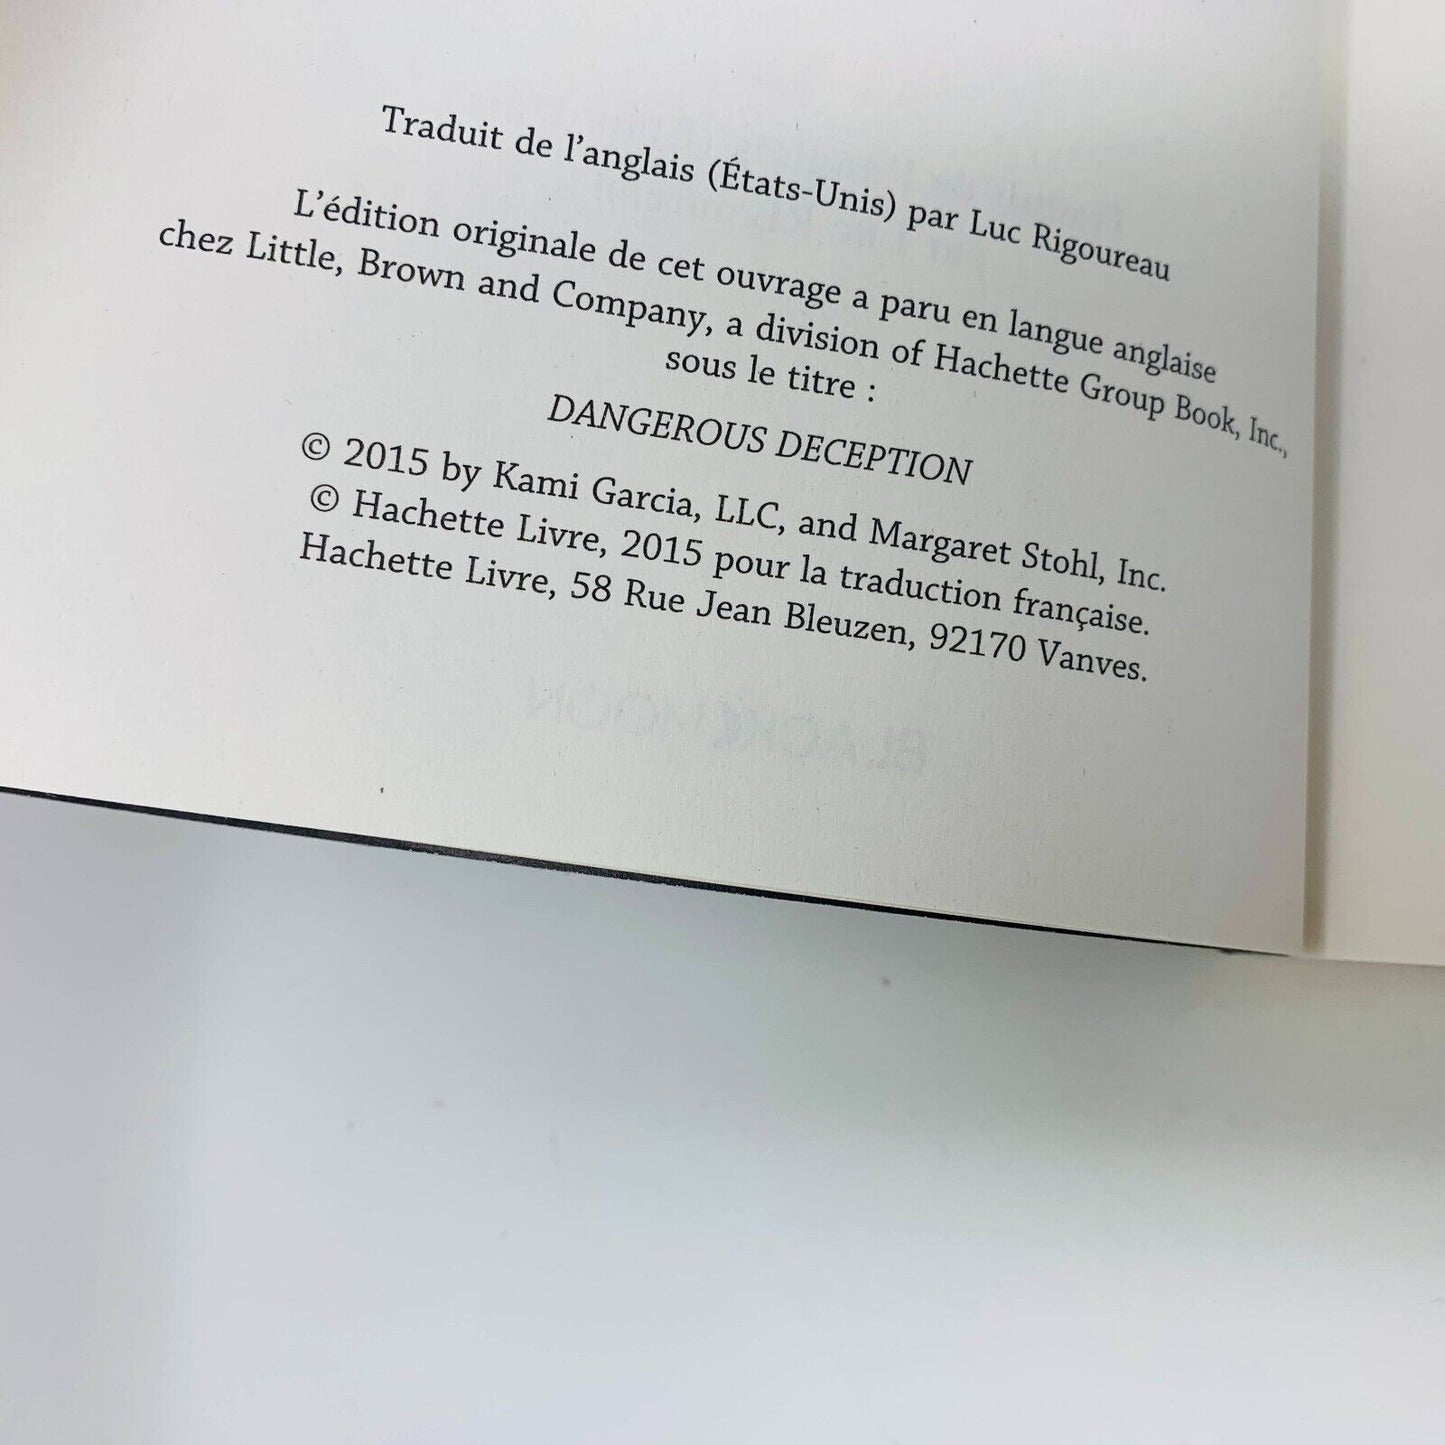 Traduit de l'anglais (États-Unis) par Luc Rigoureau
L'édition originale de cet ouvrage a paru en langue anglaise
chez Little, Brown and Company, a division of Hachette Group Book, Inc.,
sous le titre :
DANGEROUS DECEPTION
© 2015 by Kami Garcia, LLC, and Margaret Stohl, Inc.
© Hachette Livre, 2015 pour la traduction française.
Hachette Livre, 58 Rue Jean Bleuzen, 92170 Vanves.